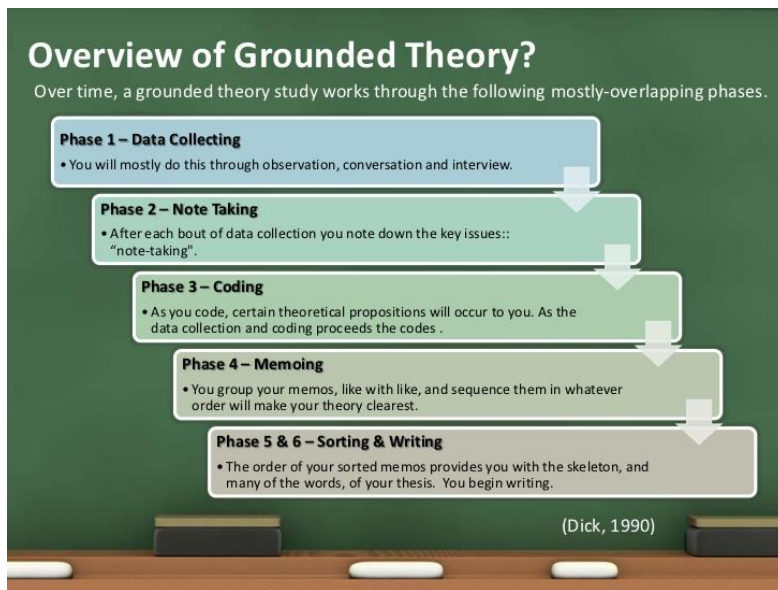 Overview of Grounded Theory?
Over time, a grounded theory study works through the following mostly-overlapping phases.
Phase 1 – Data Collecting
• You will mostly do this through observation, conversation and interview.
Phase 2 – Note Taking
• After each bout of data collection you note down the key issues::
“note-taking".
Phase 3 – Coding
• As you code, certain theoretical propositions will occur to you. As the
data collection and coding proceeds the codes .
Phase 4 – Memoing
• You group your memos, like with like, and sequence them in whatever
order will make your theory clearest.
Phase 5 & 6 – Sorting & Writing
• The order of your sorted memos provides you with the skeleton, and
many of the words, of your thesis. You begin writing.
(Dick, 1990)